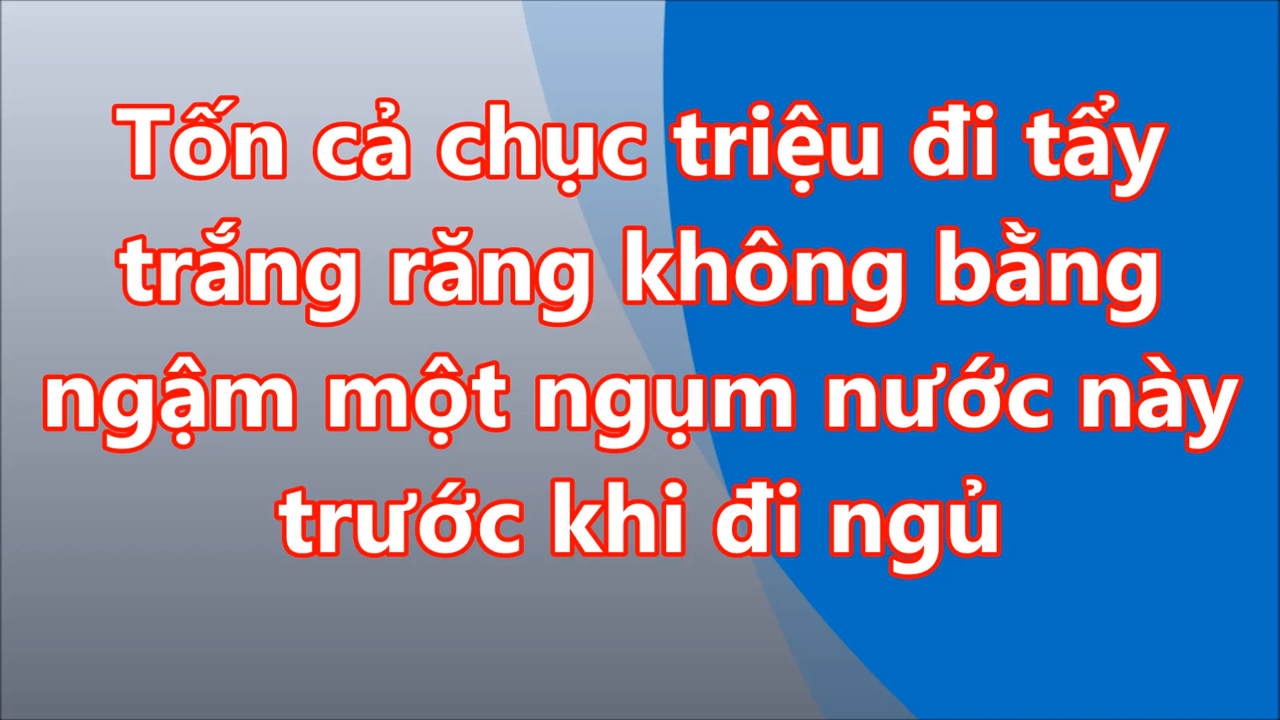 Tốn cả chục triệu đi tẩy
trắng răng không bằng
ngậm một ngụm nước này
trước khi đi ngủ